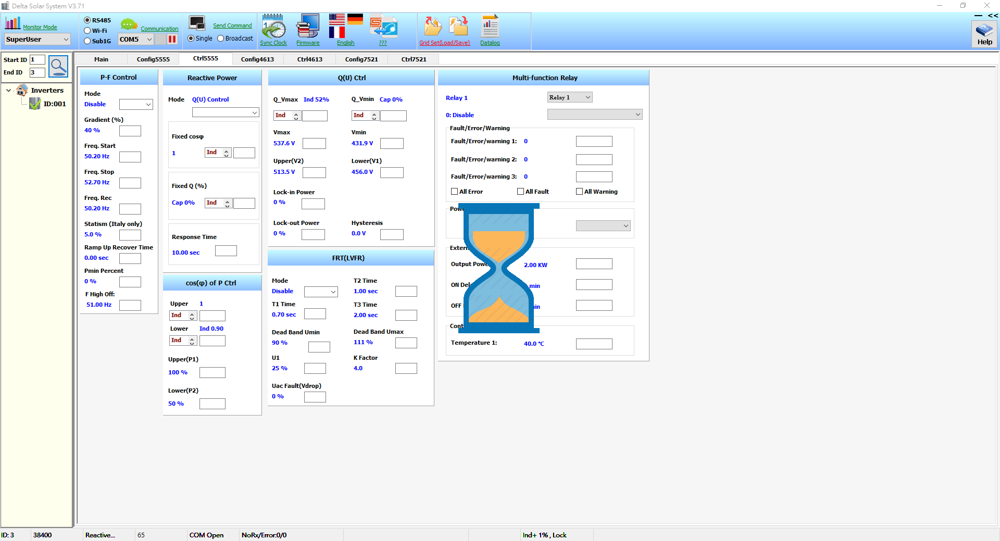 Delta Solar System V3.71
Monitor Mode
SuperUser
RS485
Wi-Fi
Sub1G
Communication
COM5
Send Command
Single
Broadcast
Sync Clock
Firmware
English
???
Grid Set(Load/Save)
Datalog
<<
Help
Start ID
1
End ID
3
Inverters
ID:001
Main
Config5555
Ctrl5555
Config4613
Ctrl4613
Config7521
Ctrl7521
P-F Control
Mode
Disable
Gradient (%)
40 %
Freq. Start
50.20 Hz
Freq. Stop
52.70 Hz
Freq. Rec
50.20 Hz
Statism (Italy only)
5.0 %
Ramp Up Recover Time
0.00 sec
Pmin Percent
0 %
F High Off:
51.00 Hz
Reactive Power
Mode
Q(U) Control
Fixed cosφ
1
Ind
Fixed Q (%)
Cap 0%
Ind
Response Time
10.00 sec
cos(φ) of P Ctrl
Upper
1
Ind
Lower
Ind 0.90
Ind
Upper(P1)
100 %
Lower(P2)
50 %
Q(U) Ctrl
Q_Vmax
Ind 52%
Q_Vmin
Cap 0%
Ind
Ind
Vmax
537.6 V
Vmin
431.9 V
Upper(V2)
513.5 V
Lower(V1)
456.0 V
Lock-in Power
0 %
Lock-out Power
0 %
Hysteresis
0.0 V
FRT(LVFR)
Mode
Disable
T2 Time
1.00 sec
T1 Time
0.70 sec
T3 Time
2.00 sec
Dead Band Umin
90 %
Dead Band Umax
111 %
U1
25 %
K Factor
4.0
Uac Fault(Vdrop)
0 %
Multi-function Relay
Relay 1
Relay 1
0: Disable
Fault/Error/Warning
Fault/Error/warning 1:
0
Fault/Error/warning 2:
0
Fault/Error/warning 3:
0
All Error
All Fault
All Warning
Output
2.00 KW
ON
min
OFF
Temperature 1:
40.0 ℃
ID: 3
38400
Reactive...
65
COM Open
NoRx/Error:0/0
Ind+ 1% , Lock